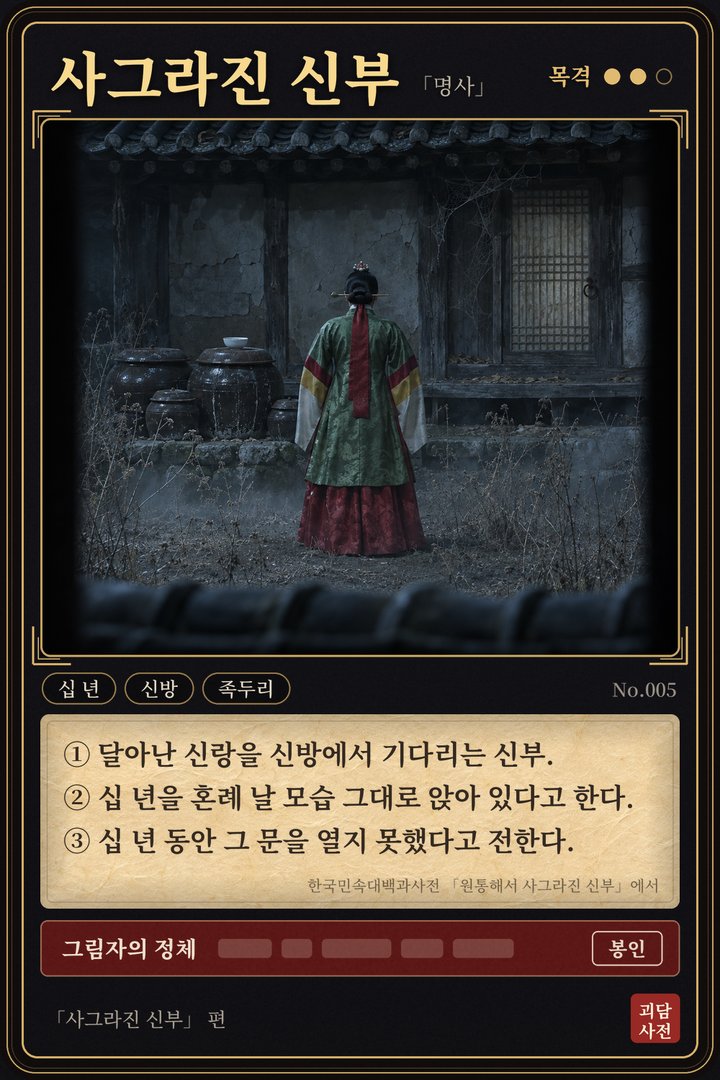 사그라진 신부 「명사」 목격
십 년 신방 족두리 No.005
① 달아난 신랑을 신방에서 기다리는 신부.
② 십 년을 혼례 날 모습 그대로 앉아 있다고 한다.
③ 십 년 동안 그 문을 열지 못했다고 전한다.
한국민속대백과사전 「원통해서 사그라진 신부」에서
그림자의 정체 봉인
「사그라진 신부」 편
괴담
사전